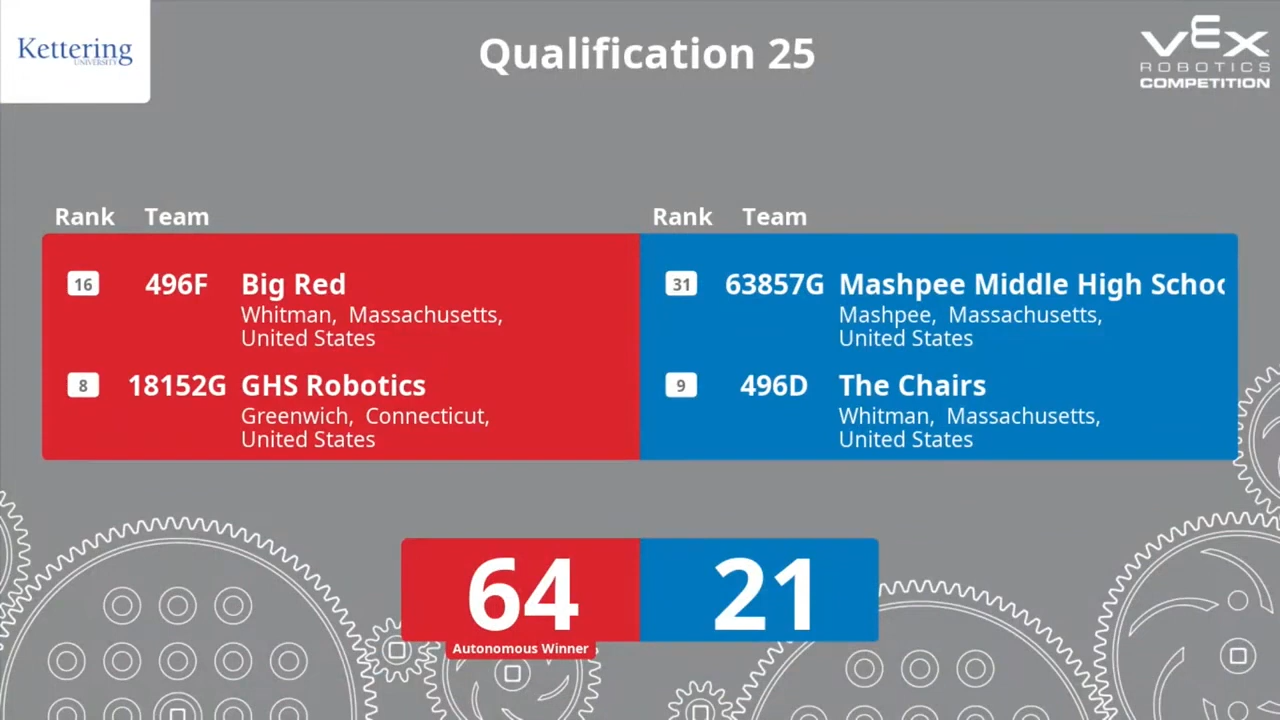 Kettering
UNIVERSITY
Qualification 25
VEX
ROBOTICS
COMPETITION
Rank Team
Rank Team
16 496F Big Red
Whitman, Massachusetts,
United States
8 18152G GHS Robotics
Greenwich, Connecticut,
United States
31 63857G Mashpee Middle High Schoo
Mashpee, Massachusetts,
United States
9 496D The Chairs
Whitman, Massachusetts,
United States
64
21
Autonomous Winner